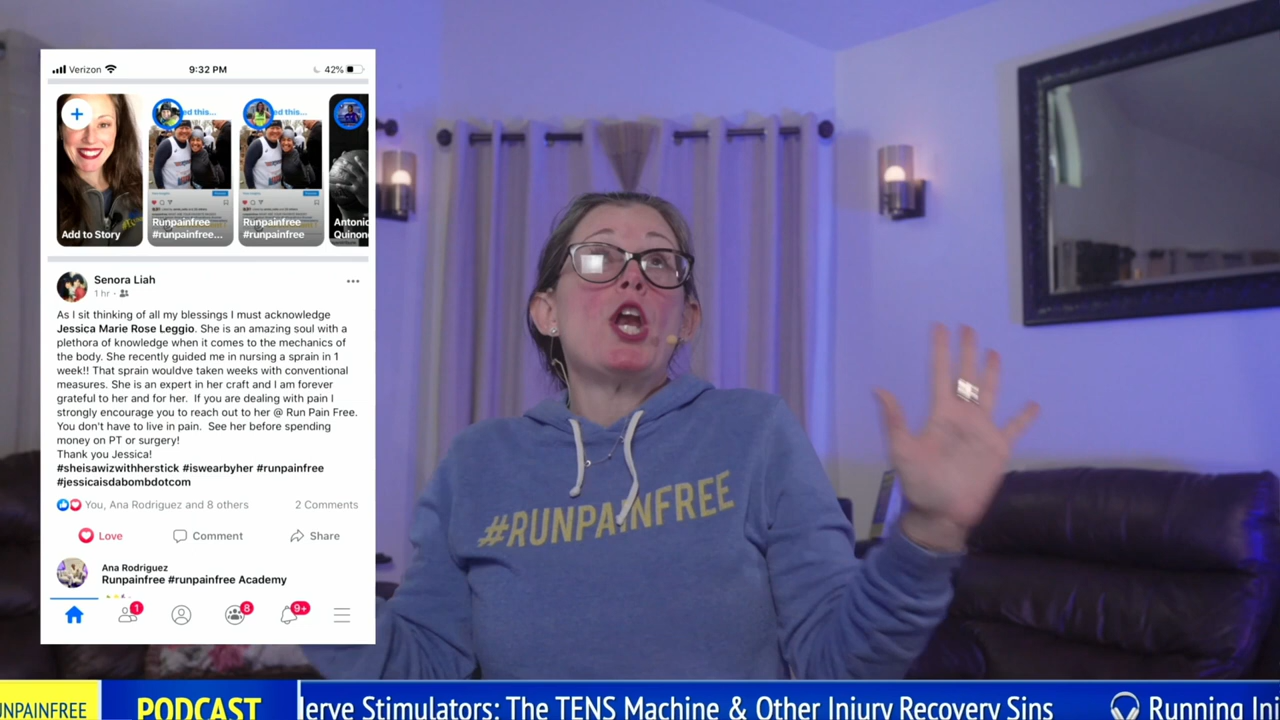 Verizon 9:32 PM 42%
ed this... ed this...
Add to Story
Runpainfree #runpainfree...
Runpainfree #runpainfree
Antonio Quinon
Senora Liah
1 hr
As I sit thinking of all my blessings I must acknowledge
Jessica Marie Rose Leggio. She is an amazing soul with a
plethora of knowledge when it comes to the mechanics of
the body. She recently guided me in nursing a sprain in 1
week!! That sprain wouldve taken weeks with conventional
measures. She is an expert in her craft and I am forever
grateful to her and for her. If you are dealing with pain I
strongly encourage you to reach out to her @ Run Pain Free.
You don't have to live in pain. See her before spending
money on PT or surgery!
Thank you Jessica!
#sheisawizwithherstick #iswearbyher #runpainfree
#jessicaisdabombdotcom
You, Ana Rodriguez and 8 others 2 Comments
Love Comment Share
Ana Rodriguez
Runpainfree #runpainfree Academy
1 8 9+
#RUNPAINFREE
UNPAINFREE PODCAST erve Stimulators: The TENS Machine & Other Injury Recovery Sins Running Inj